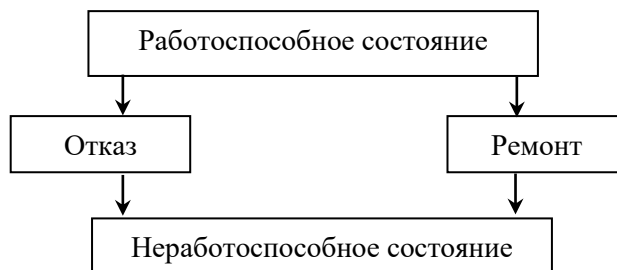 Работоспособное состояние
Отказ
Ремонт
Неработоспособное состояние